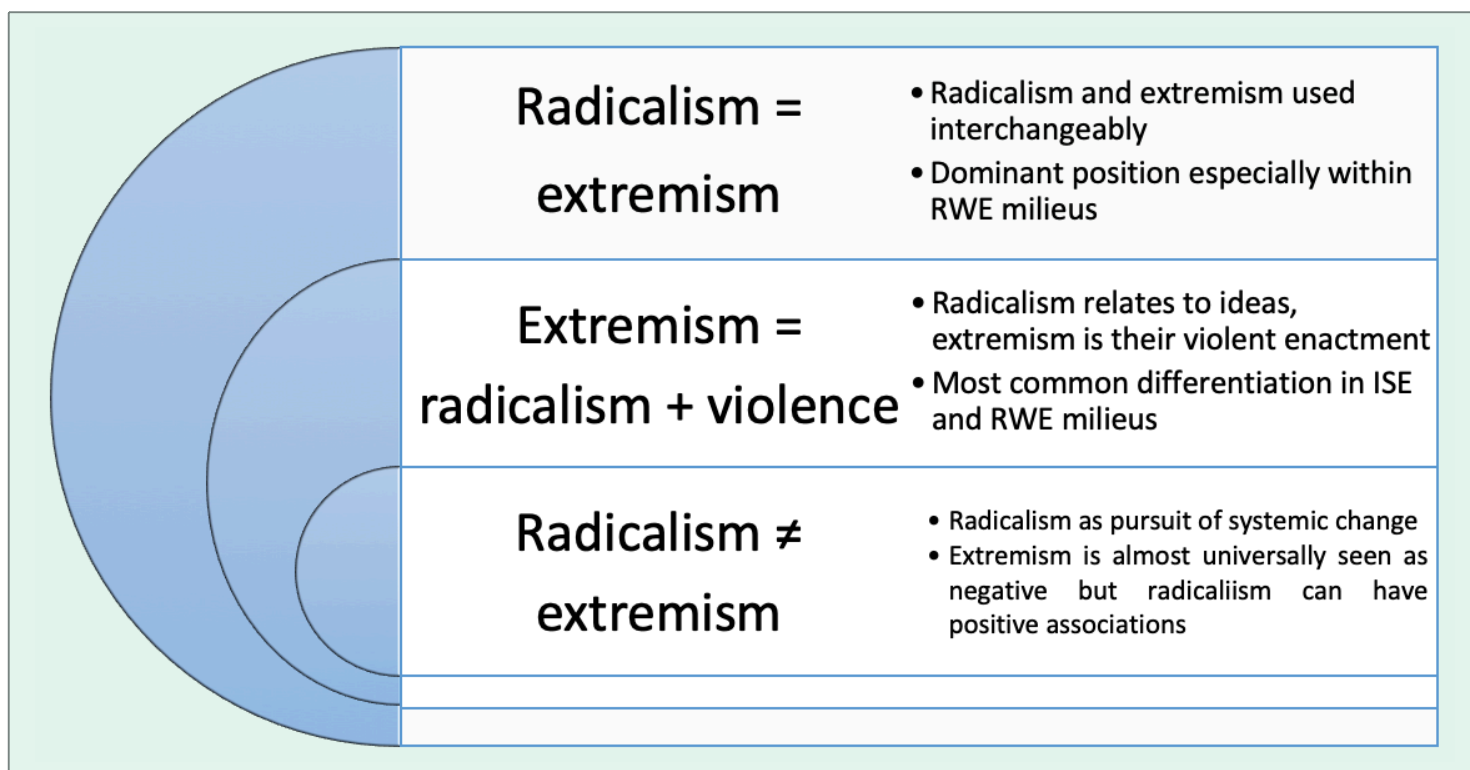 Radicalism =
extremism
• Radicalism and extremism used
interchangeably
• Dominant position especially within
RWE milieus
Extremism =
radicalism + violence
• Radicalism relates to ideas,
extremism is their violent enactment
• Most common differentiation in ISE
and RWE milieus
Radicalism ≠
extremism
• Radicalism as pursuit of systemic change
• Extremism is almost universally seen as
negative but radicaliism can have
positive associations